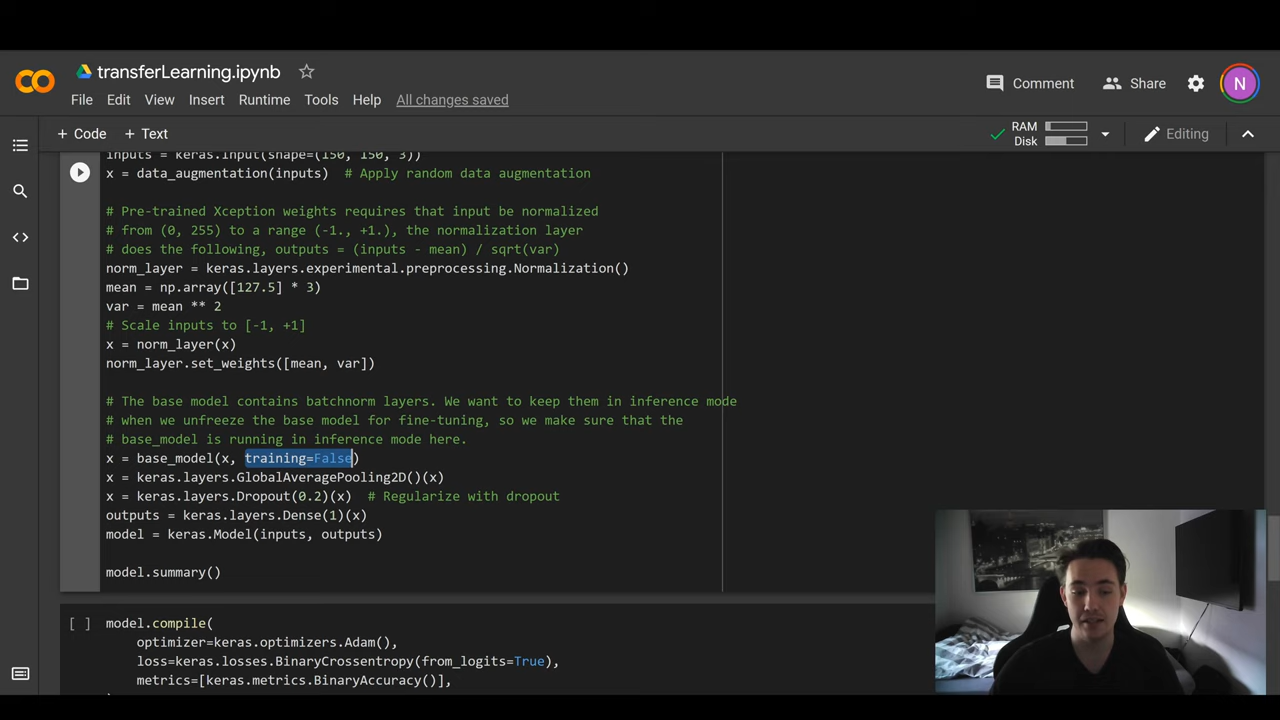 transferLearning.ipynb
File Edit View Insert Runtime Tools Help All changes saved
Comment
Share
N
+ Code + Text
RAM
Disk
Editing
inputs = keras.Input(shape=(150, 150, 3))
x = data_augmentation(inputs)  # Apply random data augmentation
# Pre-trained Xception weights requires that input be normalized
# from (0, 255) to a range (-1., +1.), the normalization layer
# does the following, outputs = (inputs - mean) / sqrt(var)
norm_layer = keras.layers.experimental.preprocessing.Normalization()
mean = np.array([127.5] * 3)
var = mean ** 2
# Scale inputs to [-1, +1]
x = norm_layer(x)
norm_layer.set_weights([mean, var])
# The base model contains batchnorm layers. We want to keep them in inference mode
# when we unfreeze the base model for fine-tuning, so we make sure that the
# base_model is running in inference mode here.
x = base_model(x, training=False)
x = keras.layers.GlobalAveragePooling2D()(x)
x = keras.layers.Dropout(0.2)(x)  # Regularize with dropout
outputs = keras.layers.Dense(1)(x)
model = keras.Model(inputs, outputs)
model.summary()
[ ] model.compile(
optimizer=keras.optimizers.Adam(),
loss=keras.losses.BinaryCrossentropy(from_logits=True),
metrics=[keras.metrics.BinaryAccuracy()],